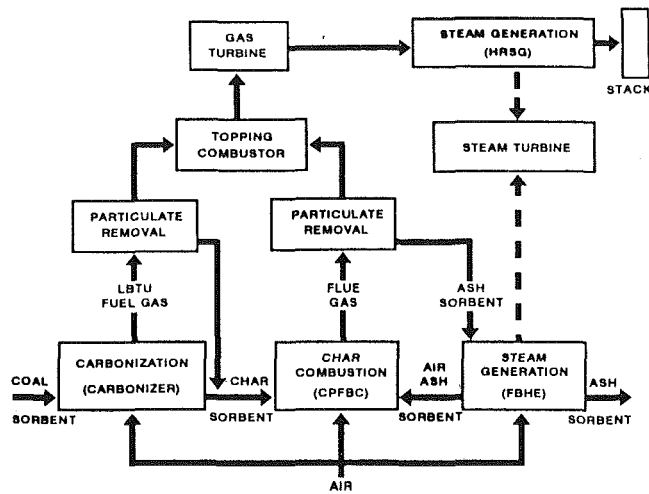 GAS
TURBINE
STEAM GENERATION
(HRSG)
STACK
TOPPING
COMBUSTOR
STEAM TURBINE
PARTICULATE
REMOVAL
PARTICULATE
REMOVAL
LBTU
FUEL GAS
FLUE
GAS
ASH
SORBENT
CARBONIZATION
(CARBONIZER)
CHAR
COMBUSTION
(CPFBC)
STEAM
GENERATION
(FBHE)
COAL
SORBENT
CHAR
SORBENT
AIR
ASH
SORBENT
ASH
SORBENT
AIR